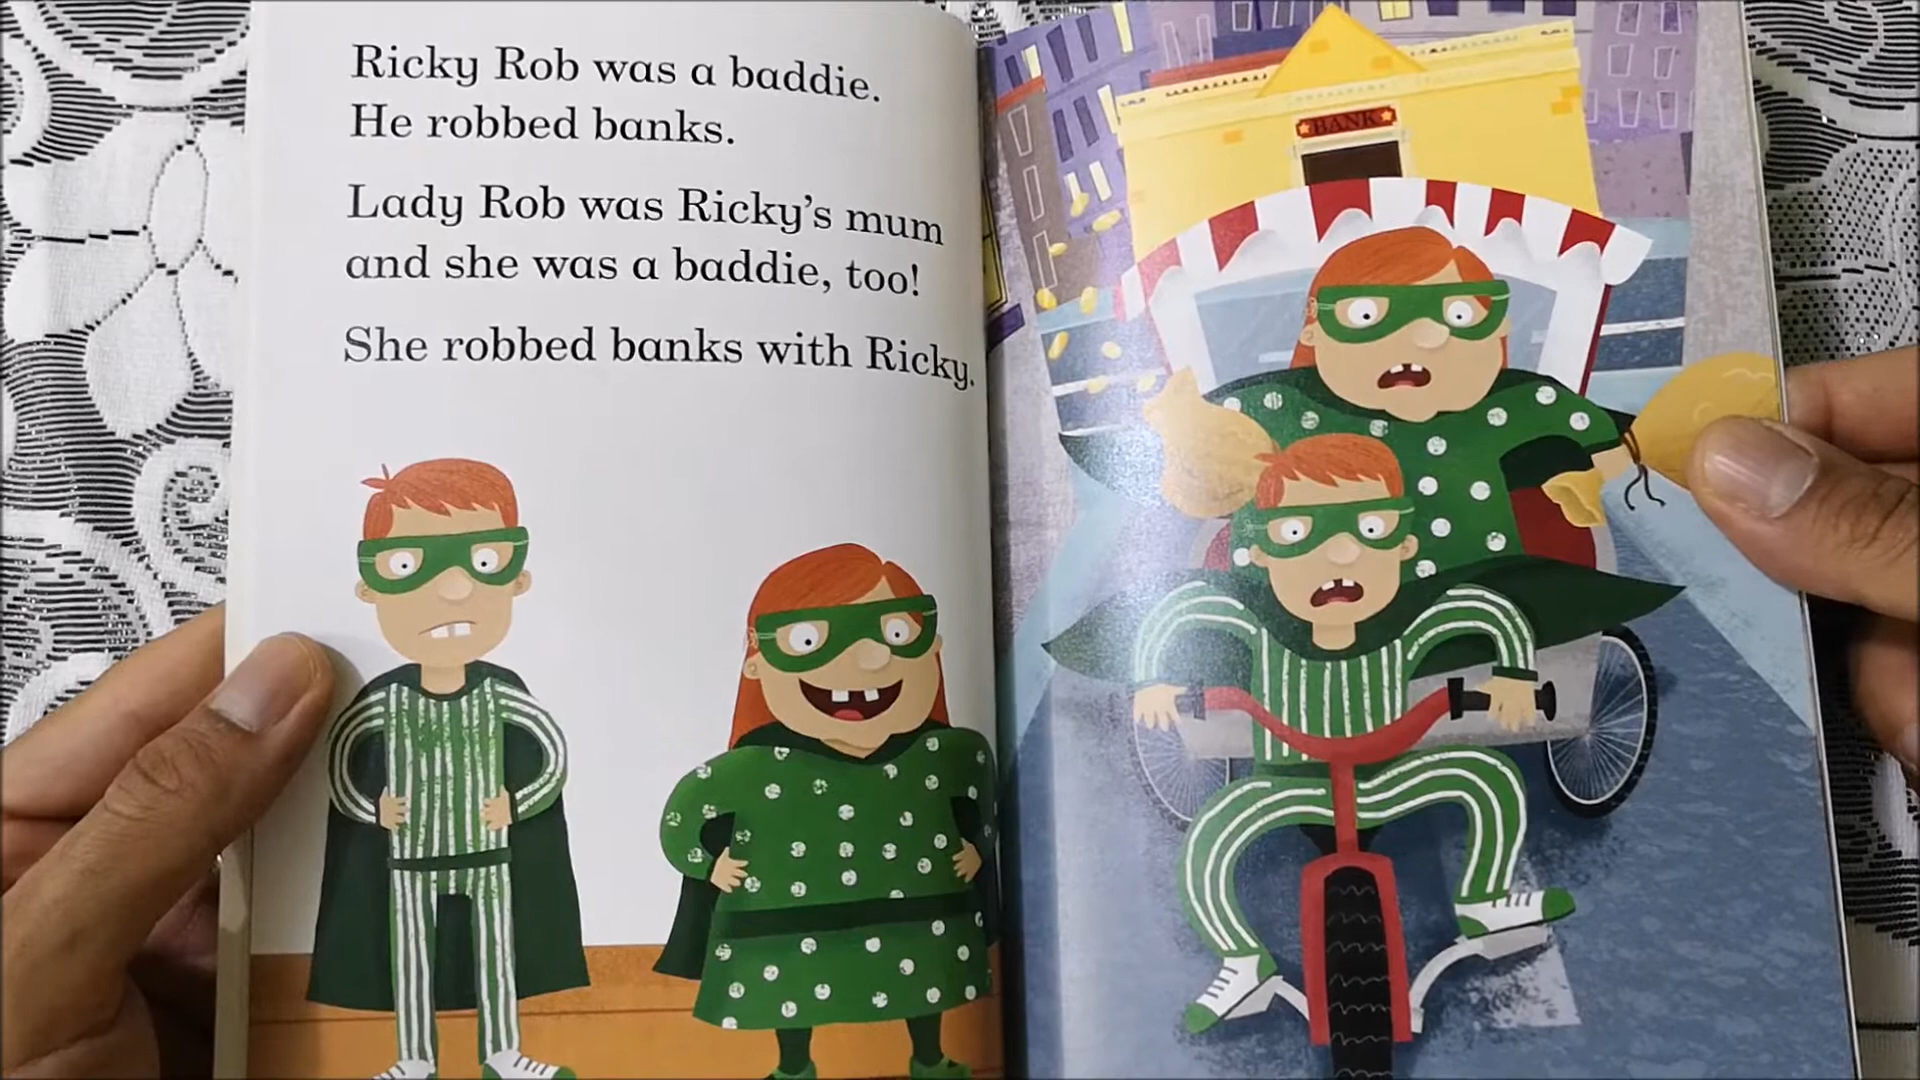 Ricky Rob was a baddie.
He robbed banks.
Lady Rob was Ricky's mum
and she was a baddie, too!
She robbed banks with Ricky.
BANK